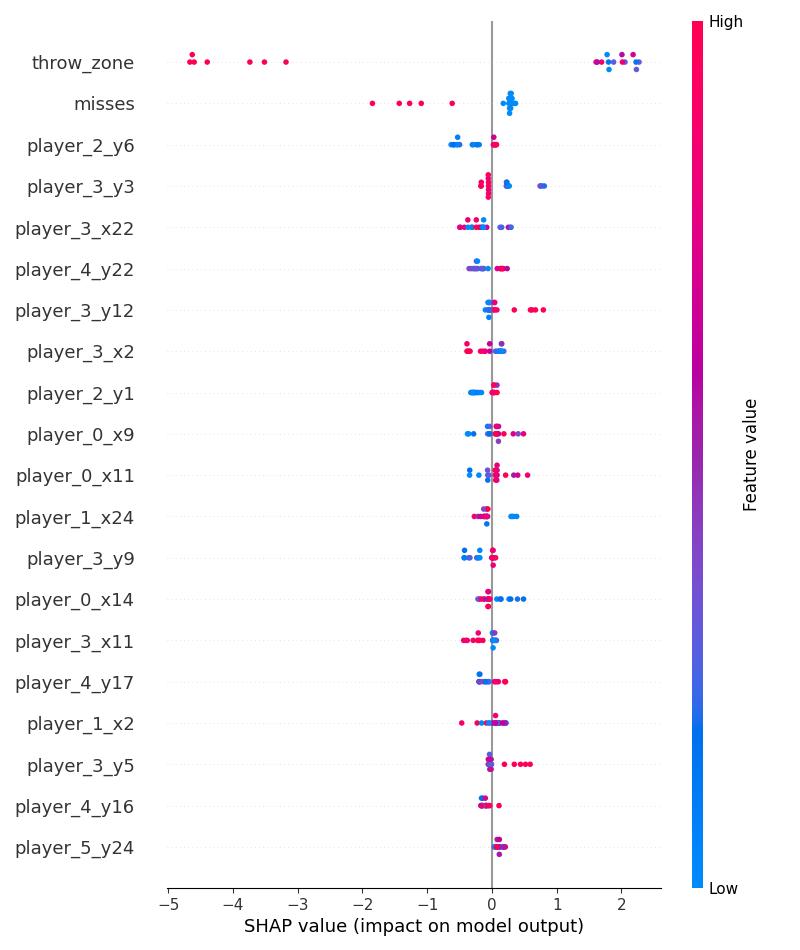 High
throw_zone
misses
player_2_y6
player_3_y3
player_3_x22
player_4_y22
player_3_y12
player_3_x2
player_2_y1
player_0_x9
player_0_x11
player_1_x24
player_3_y9
player_0_x14
player_3_x11
player_4_y17
player_1_x2
player_3_y5
player_4_y16
player_5_y24
Feature value
Low
−5 −4 −3 −2 −1 0 1 2
SHAP value (impact on model output)